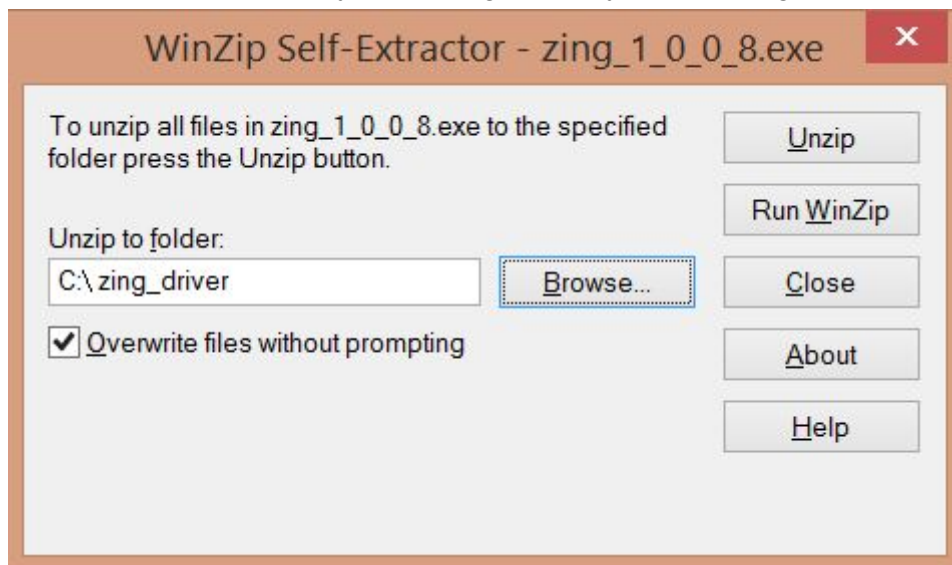 WinZip Self-Extractor - zing_1_0_0_8.exe
To unzip all files in zing_1_0_0_8.exe to the specified
folder press the Unzip button.
Unzip
Run WinZip
Unzip to folder:
C:\ zing_driver
Browse...
Close
Overwrite files without prompting
About
Help